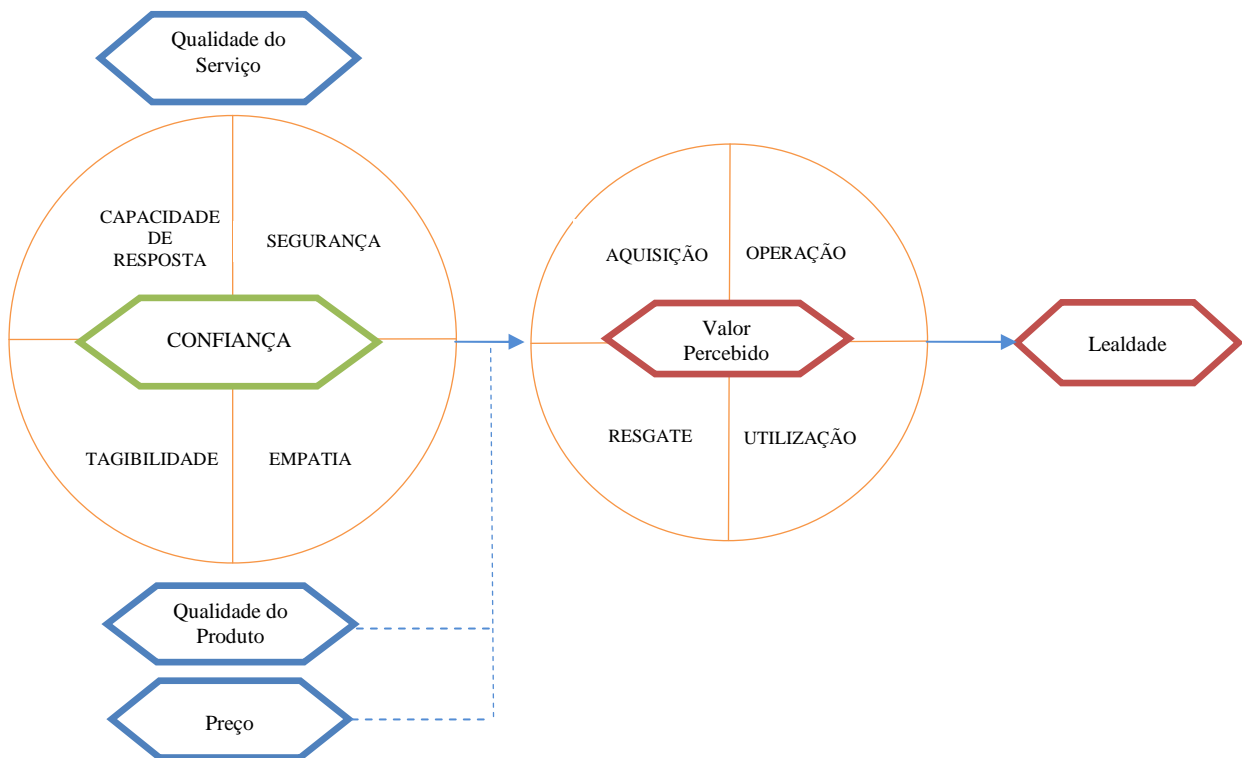 Qualidade do
Serviço
CAPACIDADE
DE
RESPOSTA
SEGURANÇA
CONFIANÇA
TAGIBILIDADE
EMPATIA
Qualidade do
Produto
Preço
AQUISIÇÃO
OPERAÇÃO
Valor
Percebido
RESGATE
UTILIZAÇÃO
Lealdade